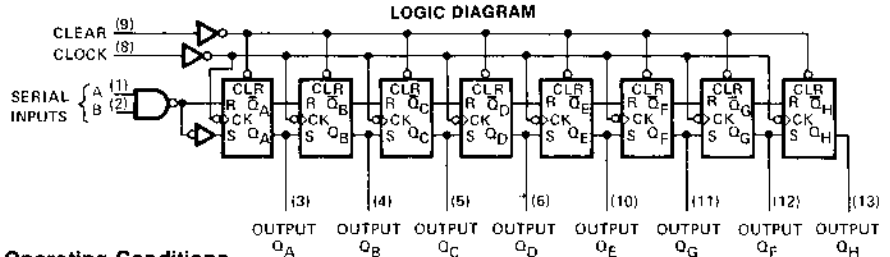 LOGIC DIAGRAM
CLEAR (9)
CLOCK (8)
SERIAL INPUTS { A (1) B (2)
CLR CLR CLR CLR CLR CLR CLR CLR
R Q̅A R Q̅B R Q̅C R Q̅D R Q̅E R Q̅F R Q̅G R Q̅H
CK CK CK CK CK CK CK CK
S QA S QB S QC S QD S QE S QF S QG S QH
(3) (4) (5) (6) (10) (11) (12) (13)
OUTPUT OUTPUT OUTPUT OUTPUT OUTPUT OUTPUT OUTPUT OUTPUT
QA QB QC QD QE QG QF QH
Operating Conditions